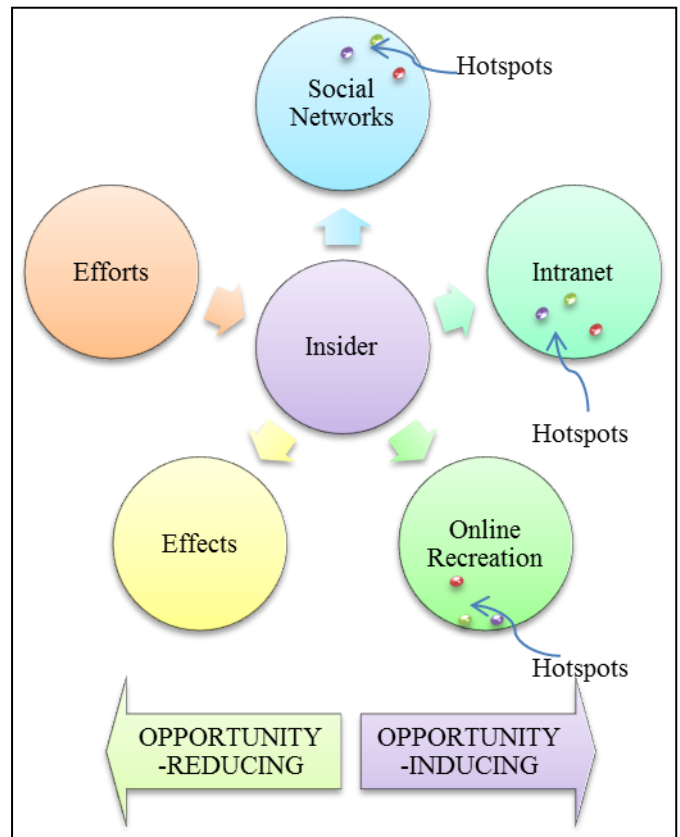 Social
Networks
Hotspots
Efforts
Intranet
Insider
Hotspots
Effects
Online
Recreation
Hotspots
OPPORTUNITY
-REDUCING
OPPORTUNITY
-INDUCING